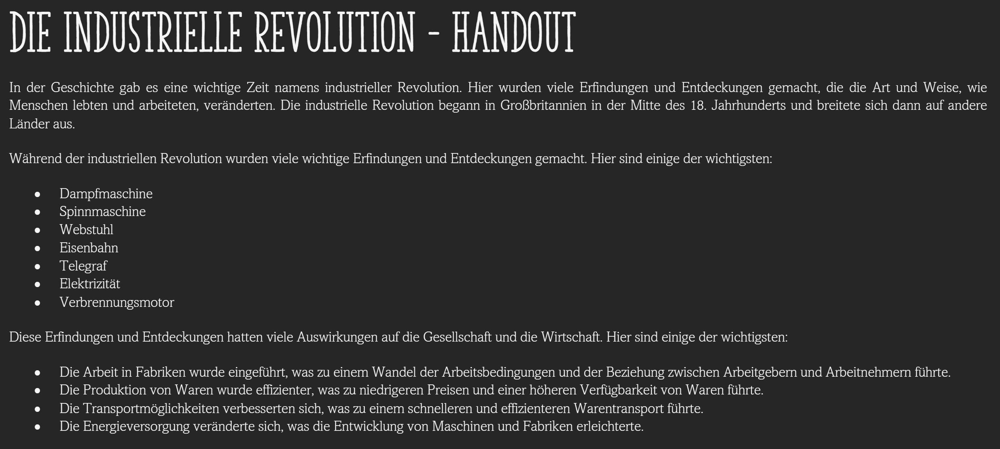 DIE INDUSTRIELLE REVOLUTION - HANDOUT
In der Geschichte gab es eine wichtige Zeit namens industrieller Revolution. Hier wurden viele Erfindungen und Entdeckungen gemacht, die die Art und Weise, wie
Menschen lebten und arbeiteten, veränderten. Die industrielle Revolution begann in Großbritannien in der Mitte des 18. Jahrhunderts und breitete sich dann auf andere
Länder aus.
Während der industriellen Revolution wurden viele wichtige Erfindungen und Entdeckungen gemacht. Hier sind einige der wichtigsten:
• Dampfmaschine
• Spinnmaschine
• Webstuhl
• Eisenbahn
• Telegraf
• Elektrizität
• Verbrennungsmotor
Diese Erfindungen und Entdeckungen hatten viele Auswirkungen auf die Gesellschaft und die Wirtschaft. Hier sind einige der wichtigsten:
• Die Arbeit in Fabriken wurde eingeführt, was zu einem Wandel der Arbeitsbedingungen und der Beziehung zwischen Arbeitgebern und Arbeitnehmern führte.
• Die Produktion von Waren wurde effizienter, was zu niedrigeren Preisen und einer höheren Verfügbarkeit von Waren führte.
• Die Transportmöglichkeiten verbesserten sich, was zu einem schnelleren und effizienteren Warentransport führte.
• Die Energieversorgung veränderte sich, was die Entwicklung von Maschinen und Fabriken erleichterte.